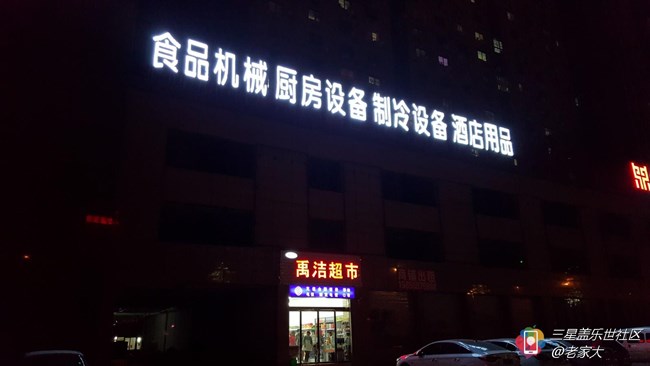 食品机械 厨房设备 制冷设备 酒店用品
禹洁超市
三星盖乐世社区
@老家大